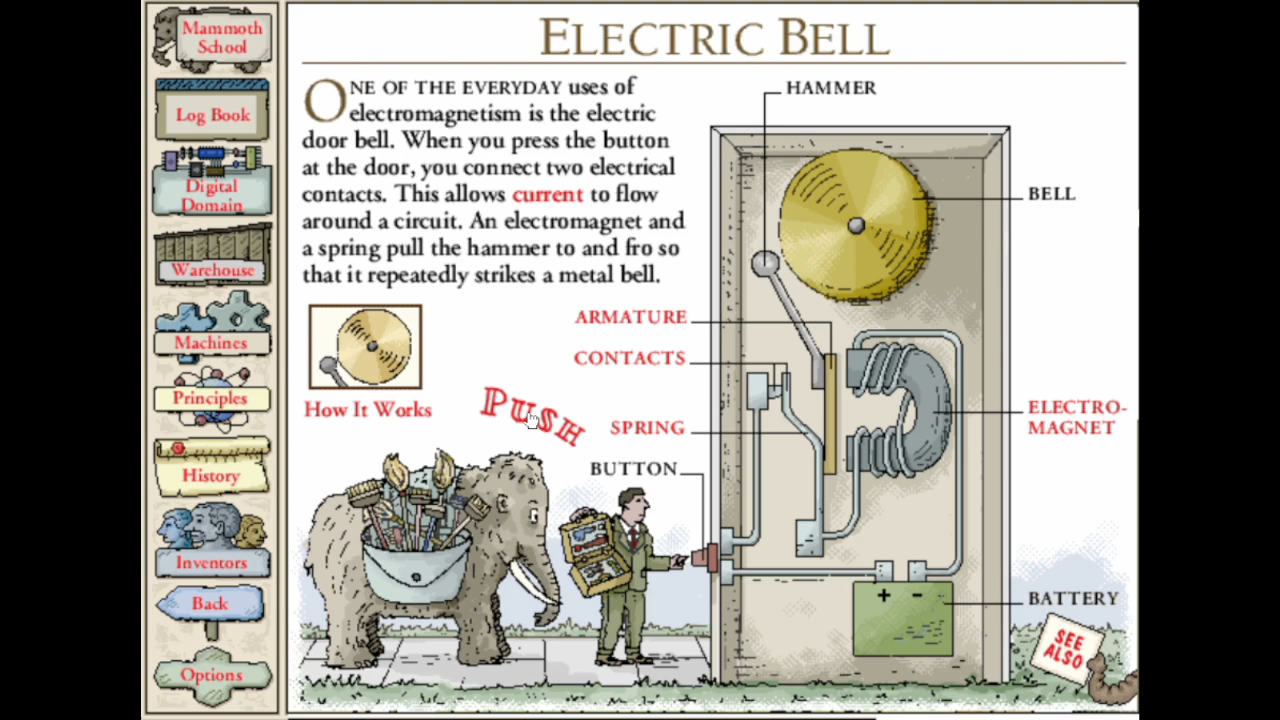 Mammoth
School
Log Book
Digital
Domain
Warehouse
Machines
Principles
History
Inventors
Back
Options
ELECTRIC BELL
ONE OF THE EVERYDAY uses of
electromagnetism is the electric
door bell. When you press the button
at the door, you connect two electrical
contacts. This allows current to flow
around a circuit. An electromagnet and
a spring pull the hammer to and fro so
that it repeatedly strikes a metal bell.
How It Works
PUSH
HAMMER
BELL
ARMATURE
CONTACTS
SPRING
BUTTON
ELECTRO-
MAGNET
+ -
BATTERY
SEE
ALSO